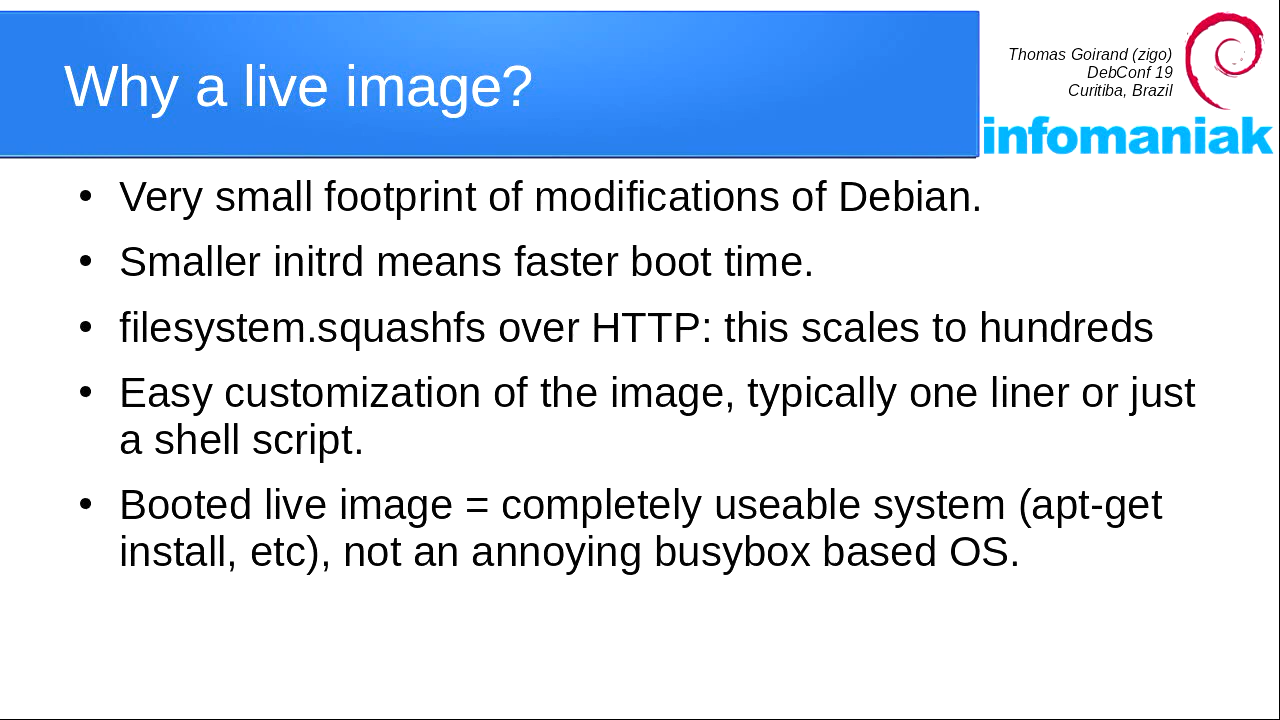 Why a live image?
Thomas Goirand (zigo)
DebConf 19
Curitiba, Brazil
infomaniak
• Very small footprint of modifications of Debian.
• Smaller initrd means faster boot time.
• filesystem.squashfs over HTTP: this scales to hundreds
• Easy customization of the image, typically one liner or just
a shell script.
• Booted live image = completely useable system (apt-get
install, etc), not an annoying busybox based OS.